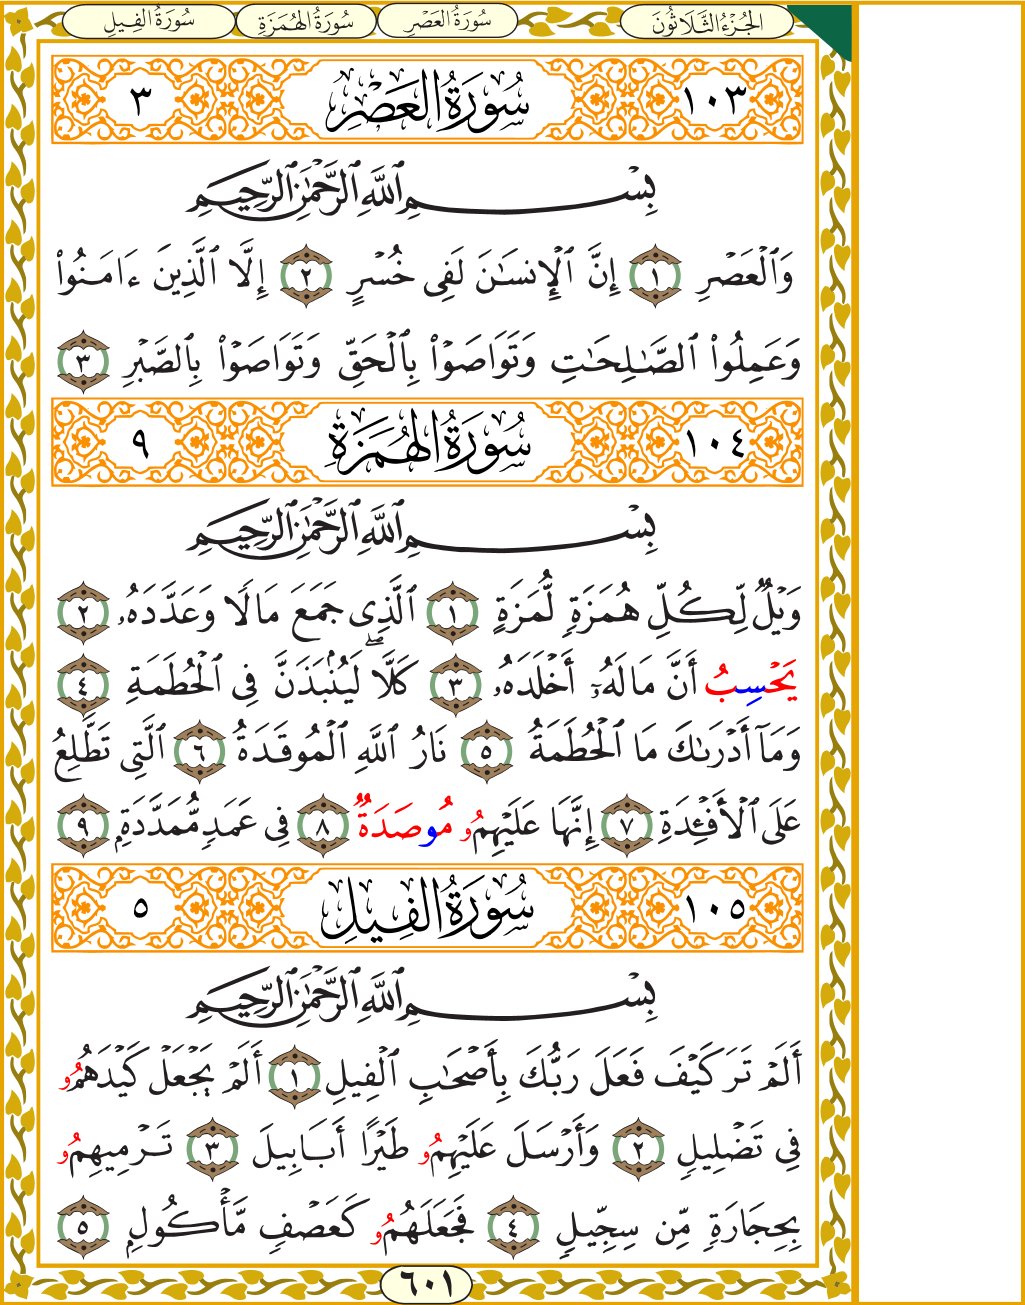 الجُزْءُ الثَّلَاثُونَ سُورَةُ العَصْرِ سُورَةُ الهُمَزَةِ سُورَةُ الفِيلِ
١٠٣ سُورَةُ العَصْرِ ٣
بِسْمِ ٱللَّهِ ٱلرَّحْمَٰنِ ٱلرَّحِيمِ
وَٱلْعَصْرِ ١ إِنَّ ٱلْإِنسَٰنَ لَفِى خُسْرٍ ٢ إِلَّا ٱلَّذِينَ ءَامَنُوا۟
وَعَمِلُوا۟ ٱلصَّٰلِحَٰتِ وَتَوَاصَوْا۟ بِٱلْحَقِّ وَتَوَاصَوْا۟ بِٱلصَّبْرِ ٣
١٠٤ سُورَةُ الهُمَزَةِ ٩
بِسْمِ ٱللَّهِ ٱلرَّحْمَٰنِ ٱلرَّحِيمِ
وَيْلٌ لِّكُلِّ هُمَزَةٍ لُّمَزَةٍ ١ ٱلَّذِى جَمَعَ مَالًا وَعَدَّدَهُۥ ٢
يَحْسِبُ أَنَّ مَالَهُۥٓ أَخْلَدَهُۥ ٣ كَلَّا ۖ لَيُنۢبَذَنَّ فِى ٱلْحُطَمَةِ ٤
وَمَآ أَدْرَىٰكَ مَا ٱلْحُطَمَةُ ٥ نَارُ ٱللَّهِ ٱلْمُوقَدَةُ ٦ ٱلَّتِى تَطَّلِعُ
عَلَى ٱلْأَفْـِٔدَةِ ٧ إِنَّهَا عَلَيْهِمُۥ مُوصَدَةٌ ٨ فِى عَمَدٍ مُّمَدَّدَةٍۭ ٩
١٠٥ سُورَةُ الفِيلِ ٥
بِسْمِ ٱللَّهِ ٱلرَّحْمَٰنِ ٱلرَّحِيمِ
أَلَمْ تَرَ كَيْفَ فَعَلَ رَبُّكَ بِأَصْحَٰبِ ٱلْفِيلِ ١ أَلَمْ يَجْعَلْ كَيْدَهُمُۥ
فِى تَضْلِيلٍ ٢ وَأَرْسَلَ عَلَيْهِمُۥ طَيْرًا أَبَابِيلَ ٣ تَرْمِيهِمُۥ
بِحِجَارَةٍ مِّن سِجِّيلٍ ٤ فَجَعَلَهُمُۥ كَعَصْفٍ مَّأْكُولٍۭ ٥
٦٠١